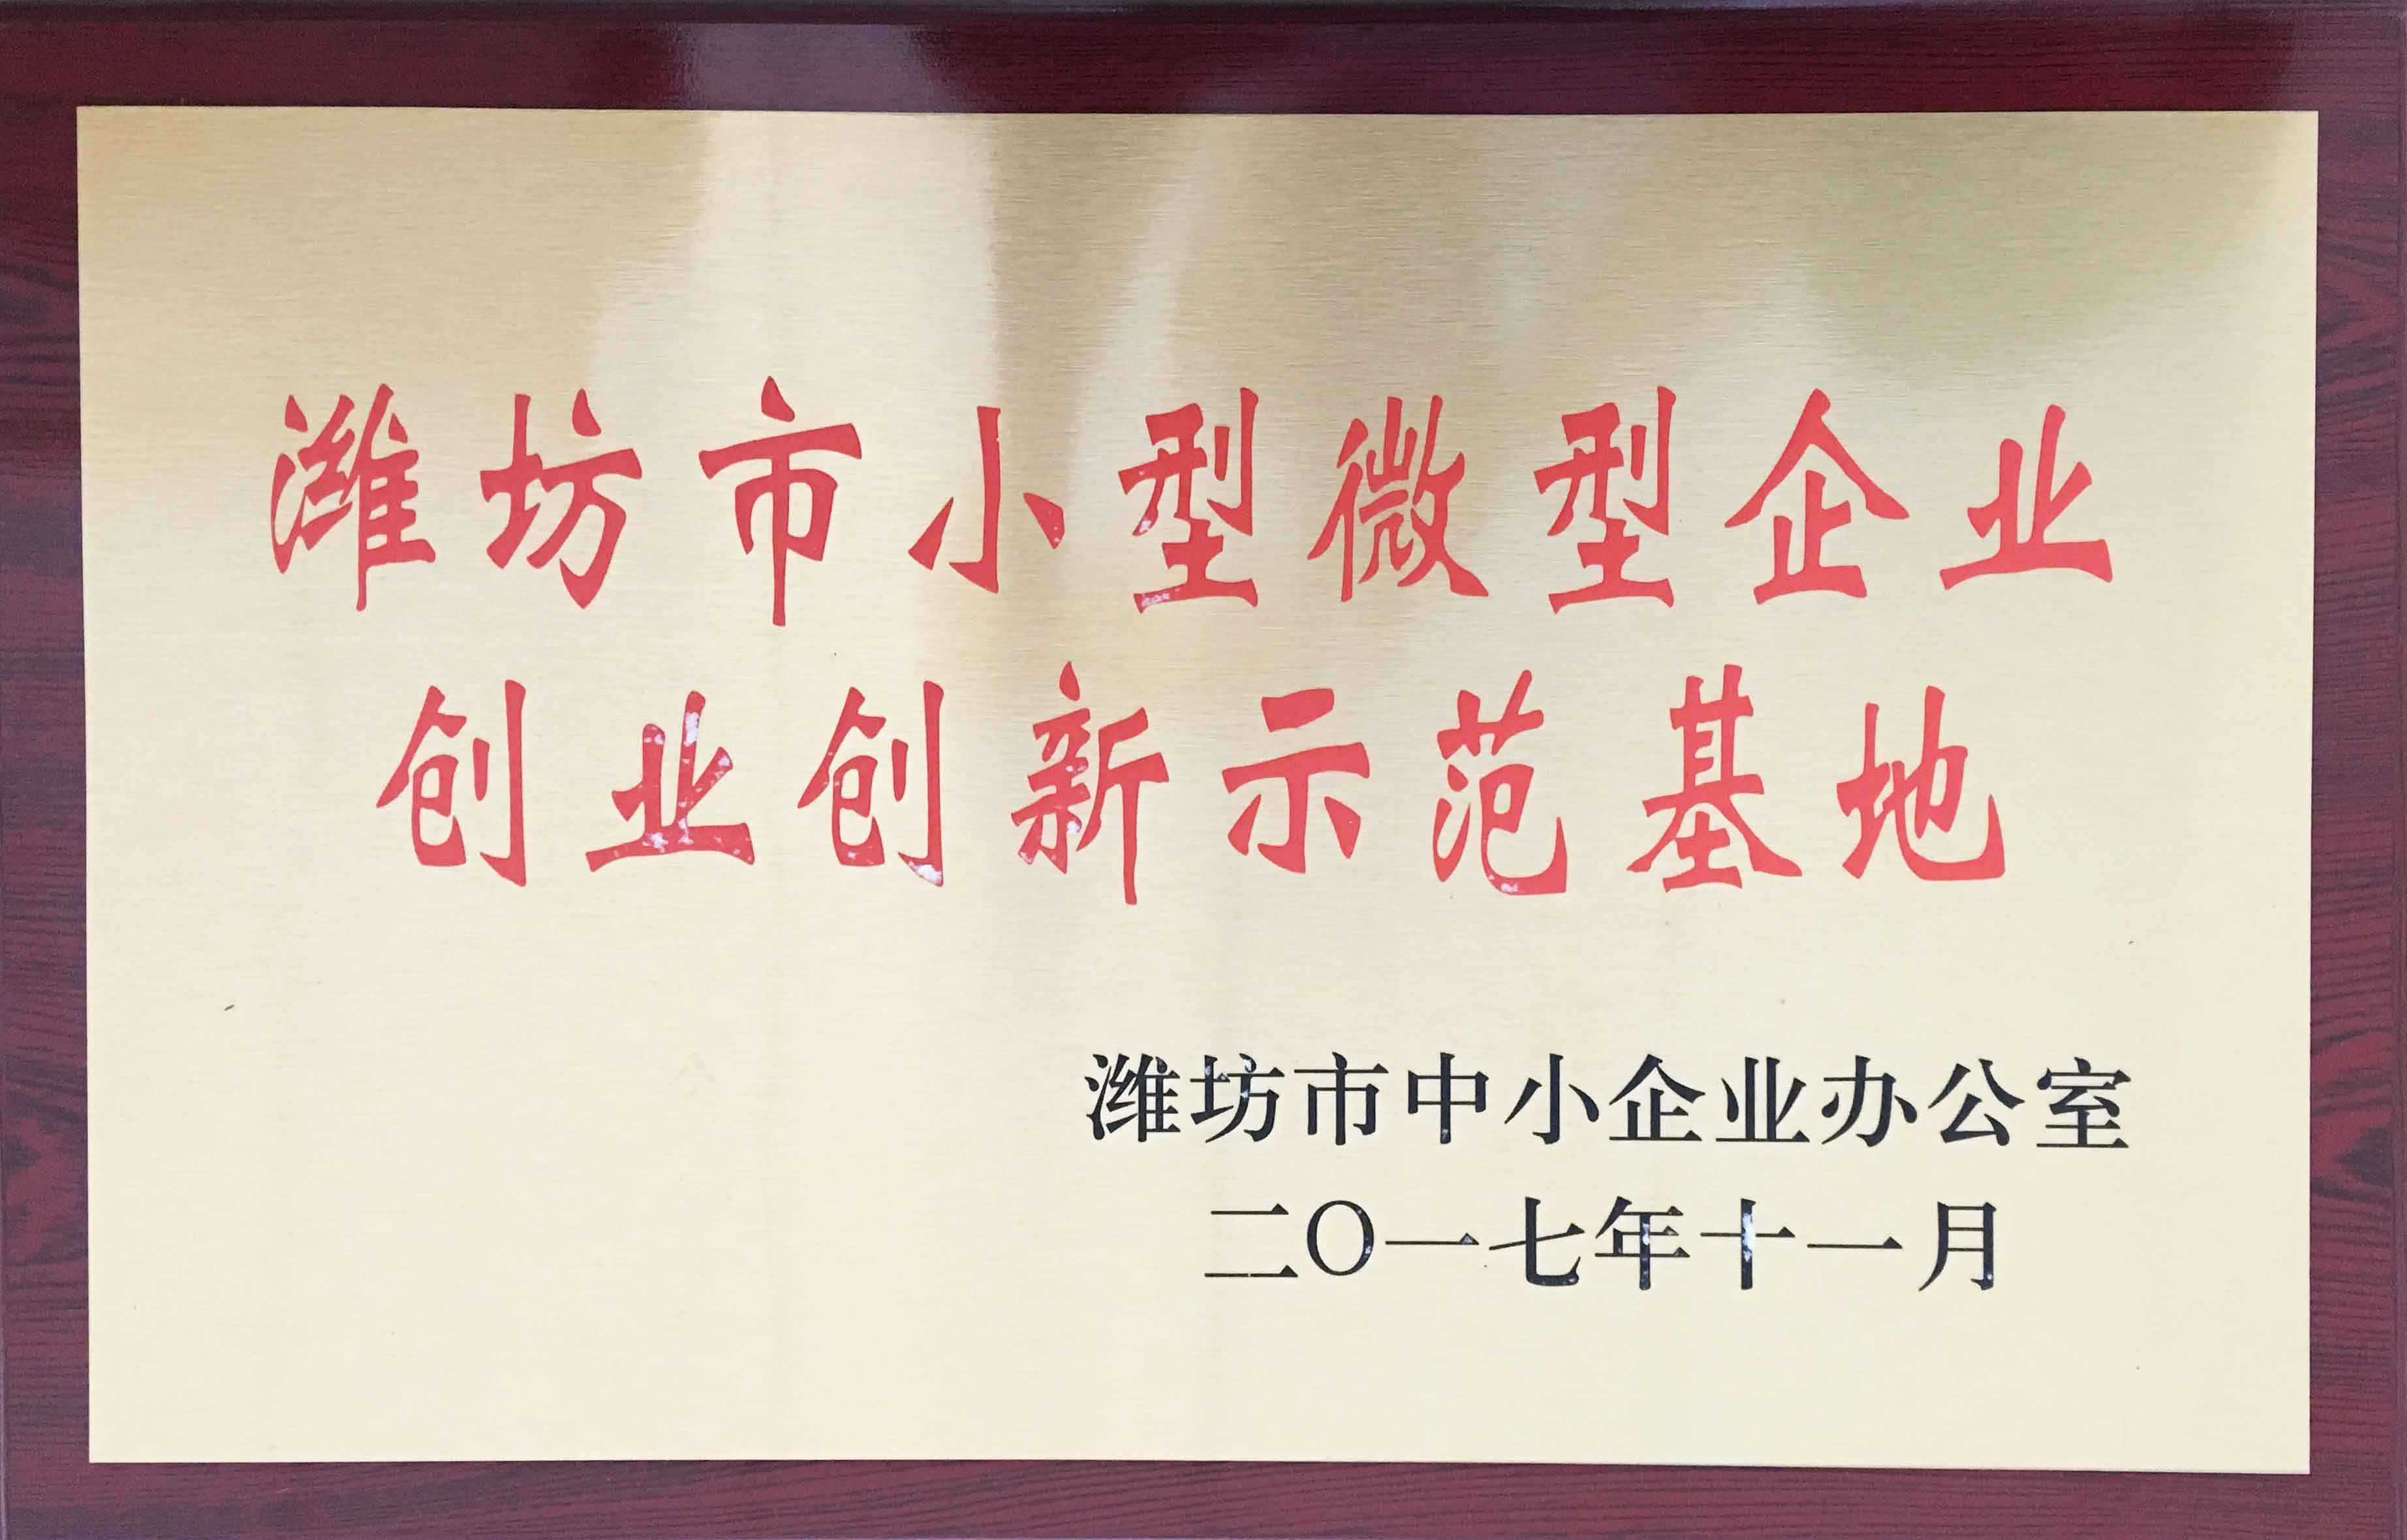 潍坊市小型微型企业
创业创新示范基地
潍坊市中小企业办公室
二〇一七年十一月